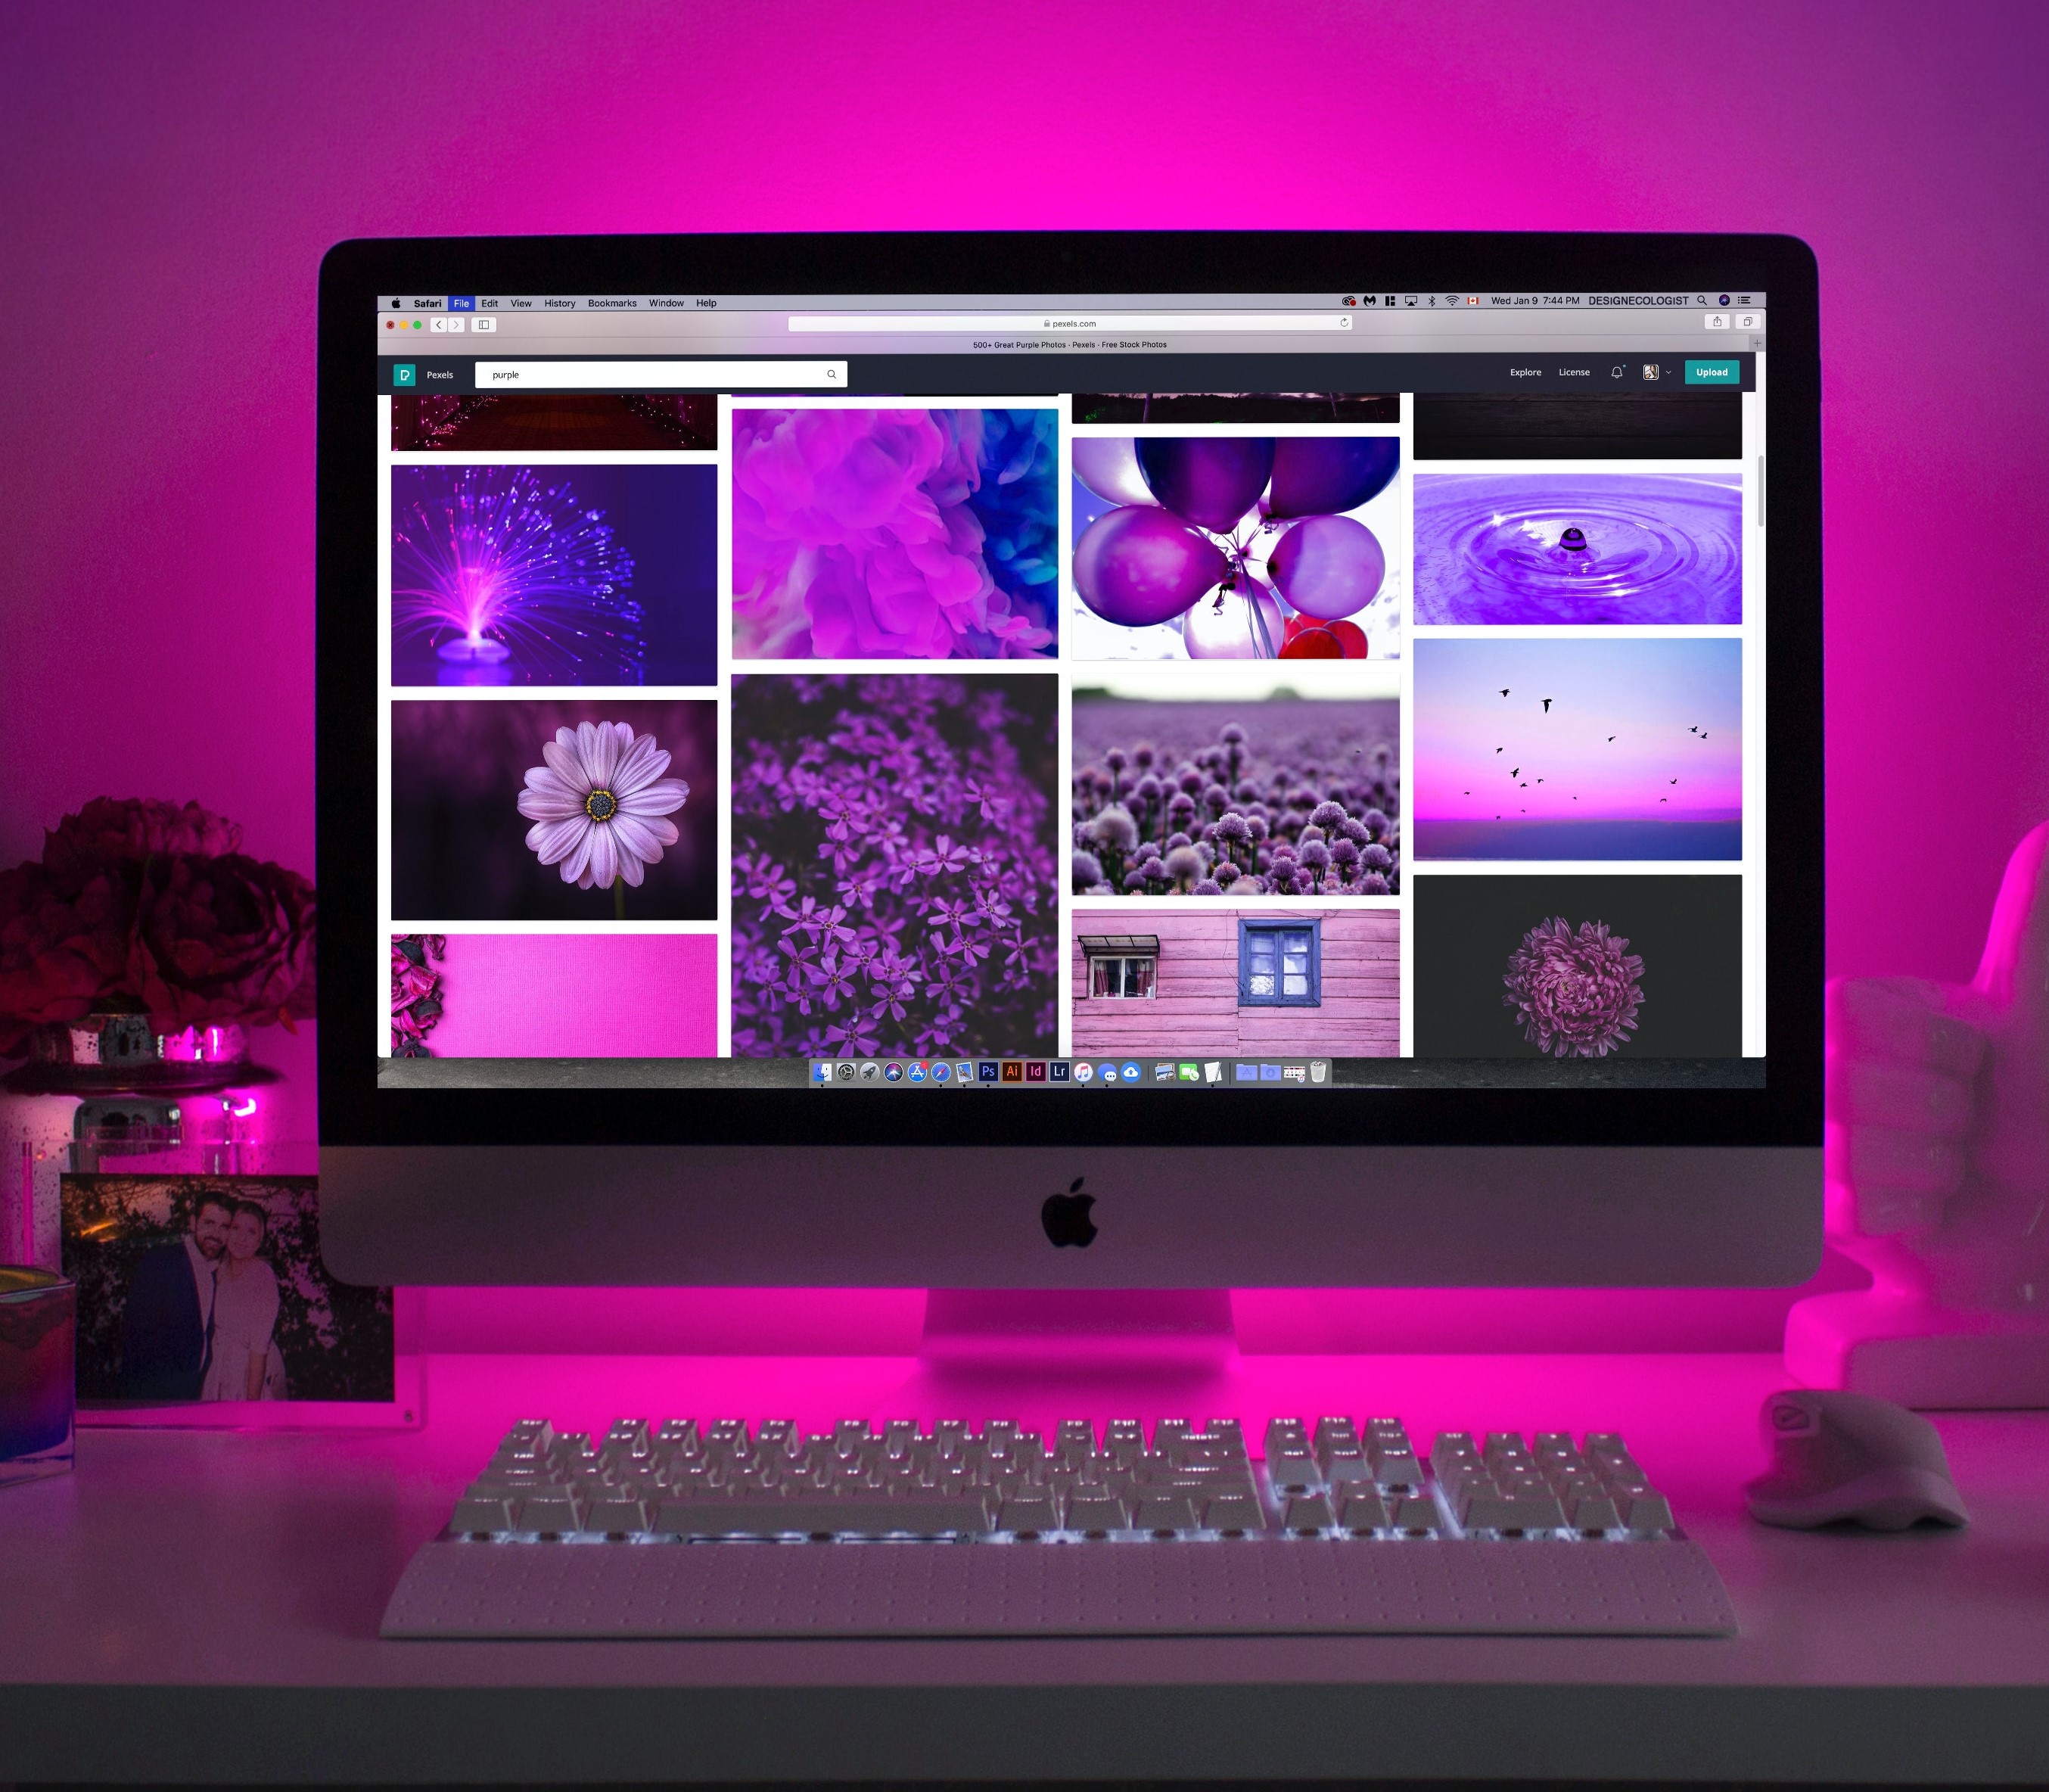 Safari File Edit View History Bookmarks Window Help Wed Jan 9 7:44 PM DESIGNECOLOGIST
pexels.com
500+ Great Purple Photos · Pexels · Free Stock Photos
Pexels purple Explore License Upload
Ps Ai Id Lr
delete